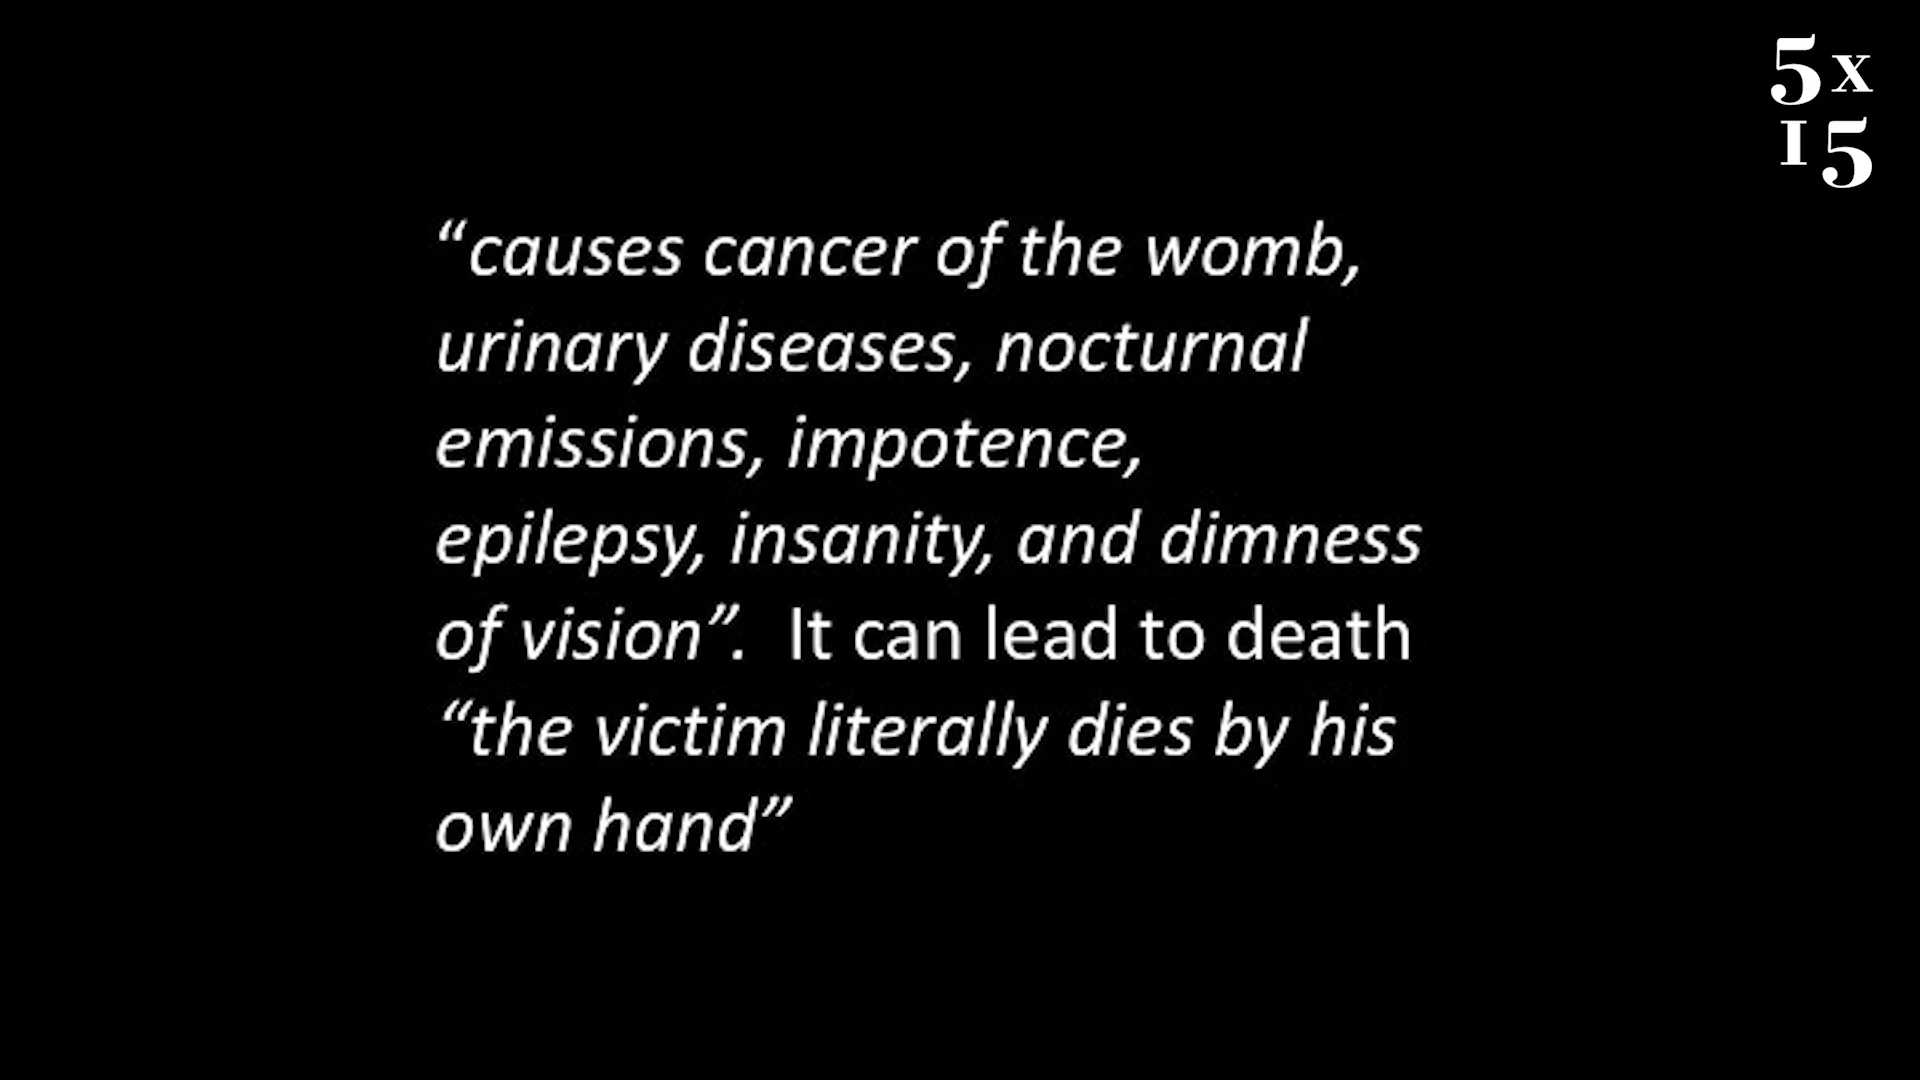 5x
15
“causes cancer of the womb,
urinary diseases, nocturnal
emissions, impotence,
epilepsy, insanity, and dimness
of vision”. It can lead to death
“the victim literally dies by his
own hand”